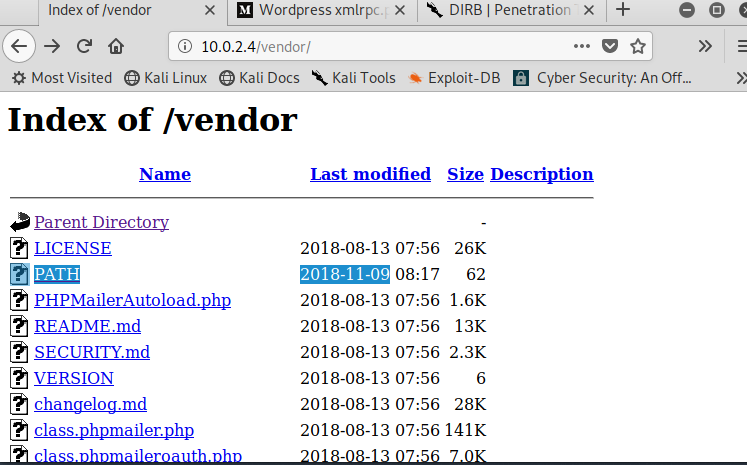 Index of /vendor
Wordpress xmlrpc.p
DIRB | Penetration T
10.0.2.4/vendor/
Most Visited Kali Linux Kali Docs Kali Tools Exploit-DB Cyber Security: An Off...
Index of /vendor
Name Last modified Size Description
Parent Directory -
LICENSE 2018-08-13 07:56 26K
PATH 2018-11-09 08:17 62
PHPMailerAutoload.php 2018-08-13 07:56 1.6K
README.md 2018-08-13 07:56 13K
SECURITY.md 2018-08-13 07:56 2.3K
VERSION 2018-08-13 07:56 6
changelog.md 2018-08-13 07:56 28K
class.phpmailer.php 2018-08-13 07:56 141K
class.phpmaileroauth.php 2018-08-13 07:56 7.0K